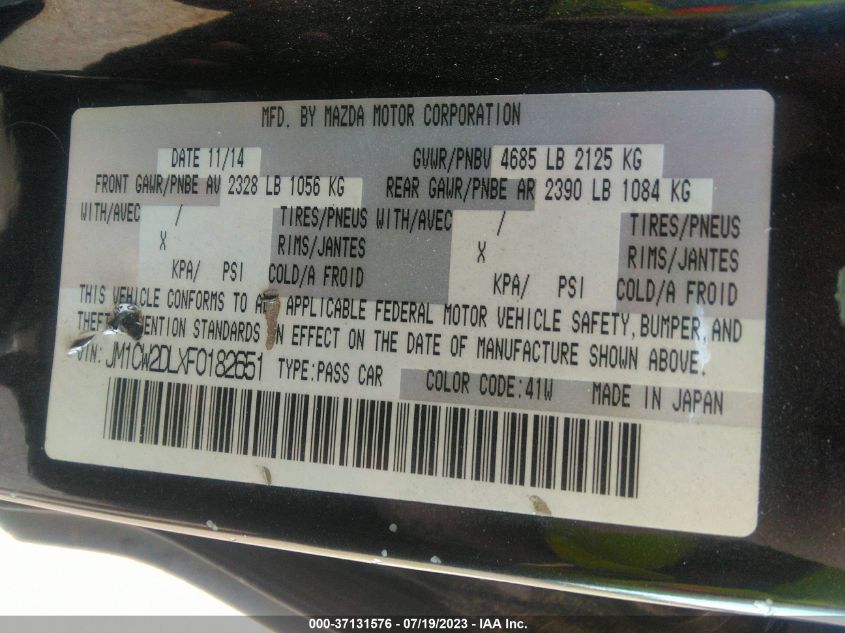 MFD. BY MAZDA MOTOR CORPORATION
DATE 11/14 GVWR/PNBV 4685 LB 2125 KG
FRONT GAWR/PNBE AV 2328 LB 1056 KG REAR GAWR/PNBE AR 2390 LB 1084 KG
WITH/AVEC / TIRES/PNEUS WITH/AVEC / TIRES/PNEUS
X RIMS/JANTES X RIMS/JANTES
KPA/ PSI COLD/A FROID KPA/ PSI COLD/A FROID
THIS VEHICLE CONFORMS TO APPLICABLE FEDERAL MOTOR VEHICLE SAFETY, BUMPER, AND
THEFT STANDARDS IN EFFECT ON THE DATE OF MANUFACTURE SHOWN ABOVE.
VIN: JM1CW2DLXF0182651 TYPE:PASS CAR COLOR CODE:41W MADE IN JAPAN
000-37131576 / 07/19/2023 / IAA Inc.